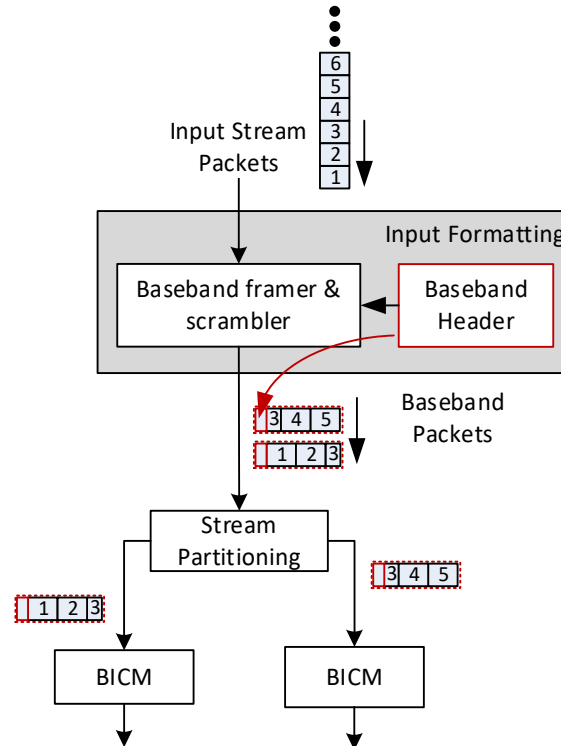 6
5
4
3
2
1
Input Stream
Packets
Input Formatting
Baseband framer &
scrambler
Baseband
Header
3 4 5
1 2 3
Baseband
Packets
Stream
Partitioning
3 4 5
1 2 3
BICM
BICM